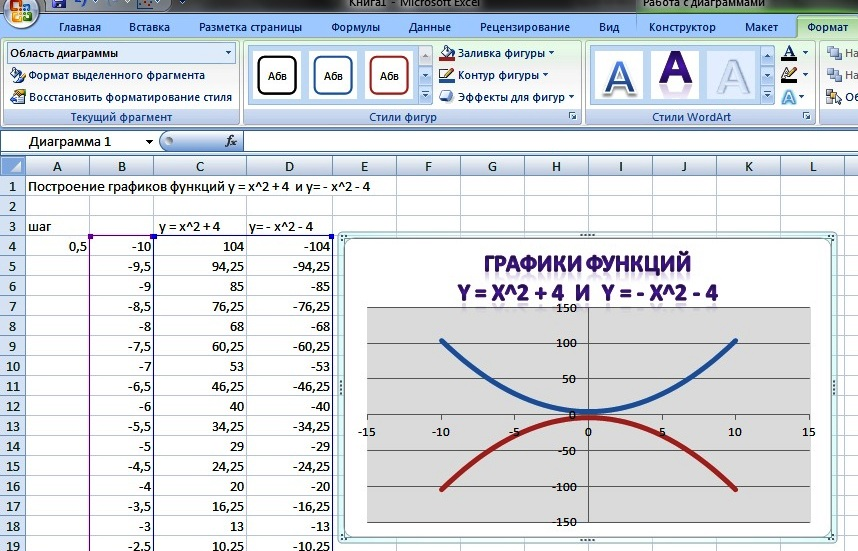 Книга1 - Microsoft Excel
Работа с диаграммами
Главная Вставка Разметка страницы Формулы Данные Рецензирование Вид Конструктор Макет Формат
Область диаграммы
Формат выделенного фрагмента
Восстановить форматирование стиля
Текущий фрагмент
Абв Абв Абв
Заливка фигуры
Контур фигуры
Эффекты для фигур
Стили фигур
A A A
A
A
Стили WordArt
На
На
Об
Диаграмма 1 fx
A B C D E F G H I J K L
1 Построение графиков функций y = x^2 + 4 и y= - x^2 - 4
2
3 шаг y = x^2 + 4 y= - x^2 - 4
4 0,5 -10 104 -104
5 -9,5 94,25 -94,25
6 -9 85 -85
7 -8,5 76,25 -76,25
8 -8 68 -68
9 -7,5 60,25 -60,25
10 -7 53 -53
11 -6,5 46,25 -46,25
12 -6 40 -40
13 -5,5 34,25 -34,25
14 -5 29 -29
15 -4,5 24,25 -24,25
16 -4 20 -20
17 -3,5 16,25 -16,25
18 -3 13 -13
19 -2,5 10,25 -10,25
ГРАФИКИ ФУНКЦИЙ
Y = X^2 + 4 И Y = - X^2 - 4
150
100
50
0
-15 -10 -5 0 5 10 15
-50
-100
-150